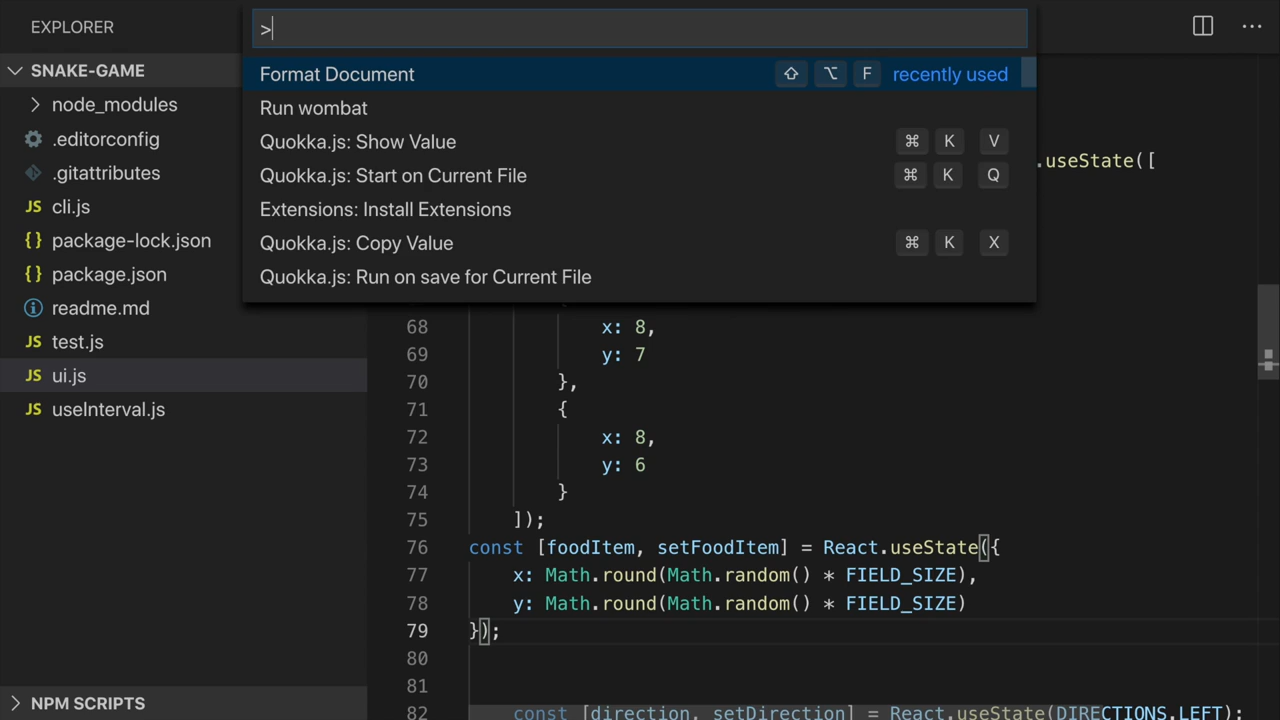 EXPLORER
SNAKE-GAME
node_modules
.editorconfig
.gitattributes
JS cli.js
{} package-lock.json
{} package.json
readme.md
JS test.js
JS ui.js
JS useInterval.js
NPM SCRIPTS
>
Format Document ⇧ ⌥ F recently used
Run wombat
Quokka.js: Show Value ⌘ K V
Quokka.js: Start on Current File ⌘ K Q
Extensions: Install Extensions
Quokka.js: Copy Value ⌘ K X
Quokka.js: Run on save for Current File
.useState([
68 x: 8,
69 y: 7
70 },
71 {
72 x: 8,
73 y: 6
74 }
75 ]);
76 const [foodItem, setFoodItem] = React.useState({
77 x: Math.round(Math.random() * FIELD_SIZE),
78 y: Math.round(Math.random() * FIELD_SIZE)
79 });
80
81
82 const [direction, setDirection] = React.useState(DIRECTIONS.LEFT);